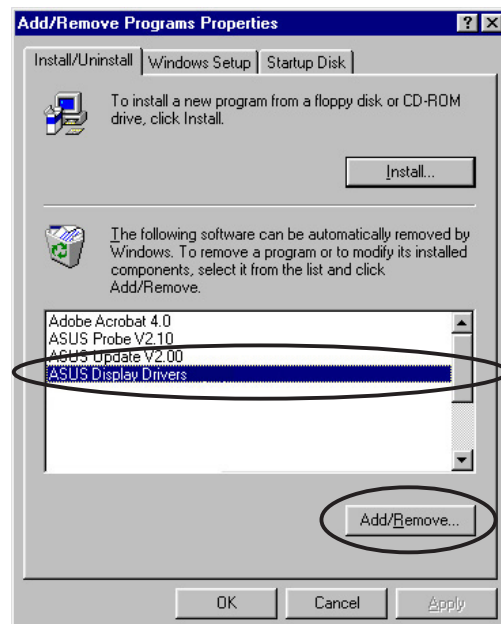 Add/Remove Programs Properties
Install/Uninstall
Windows Setup
Startup Disk
To install a new program from a floppy disk or CD-ROM
drive, click Install.
Install...
The following software can be automatically removed by
Windows. To remove a program or to modify its installed
components, select it from the list and click
Add/Remove.
Adobe Acrobat 4.0
ASUS Probe V2.10
ASUS Update V2.00
ASUS Display Drivers
Add/Remove...
OK
Cancel
Apply